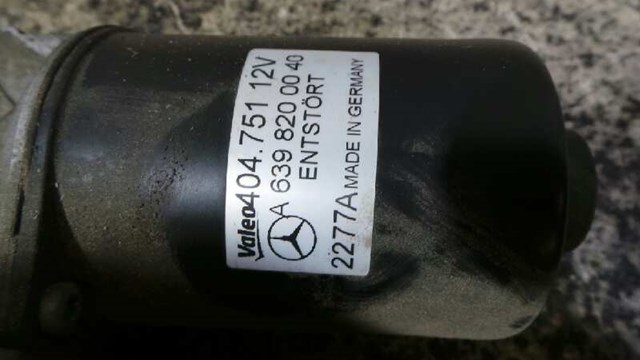 Valeo 404.751 12V
A 639 820 00 40
ENTSTÖRT
2277A MADE IN GERMANY